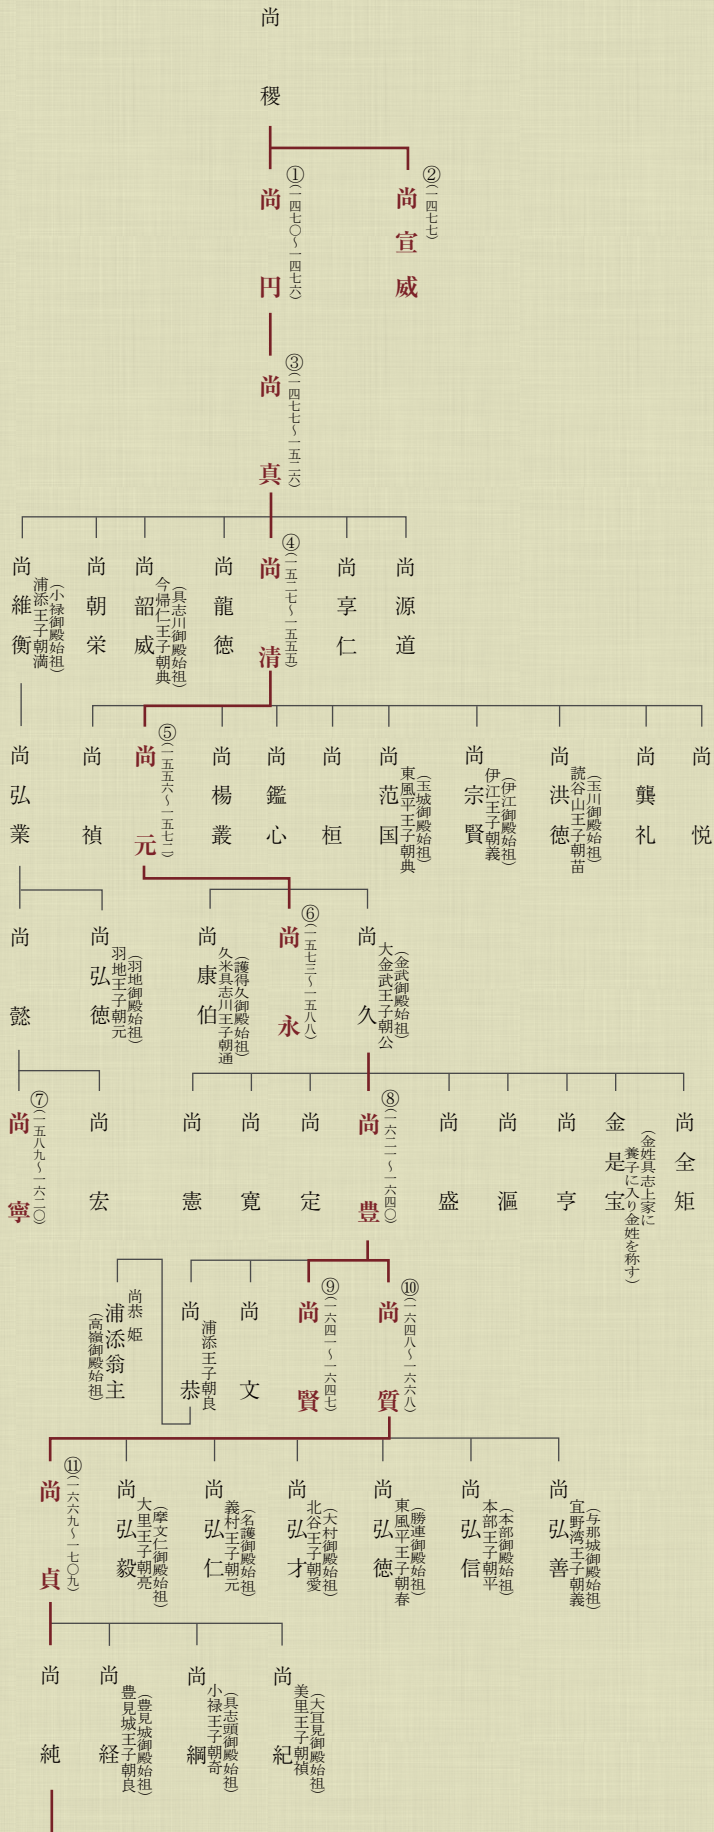 尚稷
②(一四七七)
尚宣威
①(一四七〇〜一四七六)
尚円
③(一四七七〜一五二六)
尚真
尚源道
尚享仁
④(一五二七〜一五五五)
尚清
尚龍徳
尚韶威
今帰仁王子朝典
(具志川御殿始祖)
尚朝栄
尚維衡
浦添王子朝満
(小禄御殿始祖)
尚悦
尚龔礼
尚洪徳
読谷山王子朝苗
(玉川御殿始祖)
尚宗賢
伊江王子朝義
(伊江御殿始祖)
尚范国
東風平王子朝典
(玉城御殿始祖)
尚桓
尚鑑心
尚楊叢
⑤(一五五六〜一五七二)
尚元
尚禎
尚弘業
尚久
大金武王子朝公
(金武御殿始祖)
⑥(一五七三〜一五八八)
尚永
尚康伯
久米具志川王子朝通
(護得久御殿始祖)
尚弘徳
羽地王子朝元
(羽地御殿始祖)
尚懿
尚全矩
金是宝
(金姓具志上家に
養子に入り金姓を称す)
尚亨
尚漚
尚盛
⑧(一六二一〜一六四〇)
尚豊
尚定
尚寛
尚憲
尚宏
⑦(一五八九〜一六二〇)
尚寧
⑩(一六四八〜一六六八)
尚質
⑨(一六四一〜一六四七)
尚賢
尚文
尚恭
浦添王子朝良
尚恭 姫
浦添翁主
(高嶺御殿始祖)
尚弘善
宜野湾王子朝義
(与那城御殿始祖)
尚弘信
本部王子朝平
(本部御殿始祖)
尚弘徳
東風平王子朝春
(勝連御殿始祖)
尚弘才
北谷王子朝愛
(大村御殿始祖)
尚弘仁
義村王子朝元
(名護御殿始祖)
尚弘毅
大里王子朝亮
(摩文仁御殿始祖)
⑪(一六六九〜一七〇九)
尚貞
尚紀
美里王子朝禎
(大宜見御殿始祖)
尚綱
小禄王子朝奇
(具志頭御殿始祖)
尚経
豊見城王子朝良
(豊見城御殿始祖)
尚純